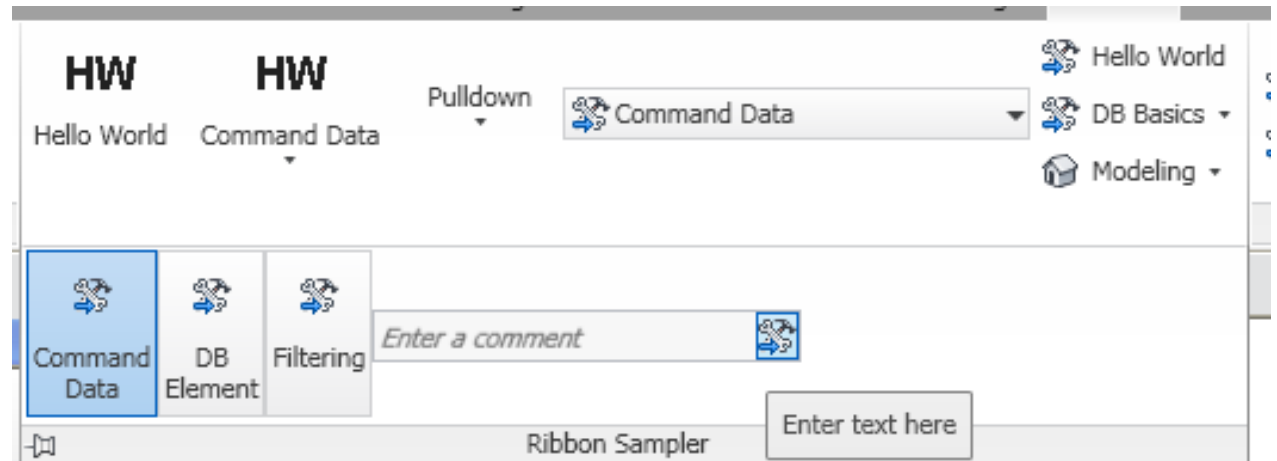 HW
Hello World
HW
Command Data
Pulldown
Command Data
Hello World
DB Basics
Modeling
Command
Data
DB
Element
Filtering
Enter a comment
Enter text here
Ribbon Sampler